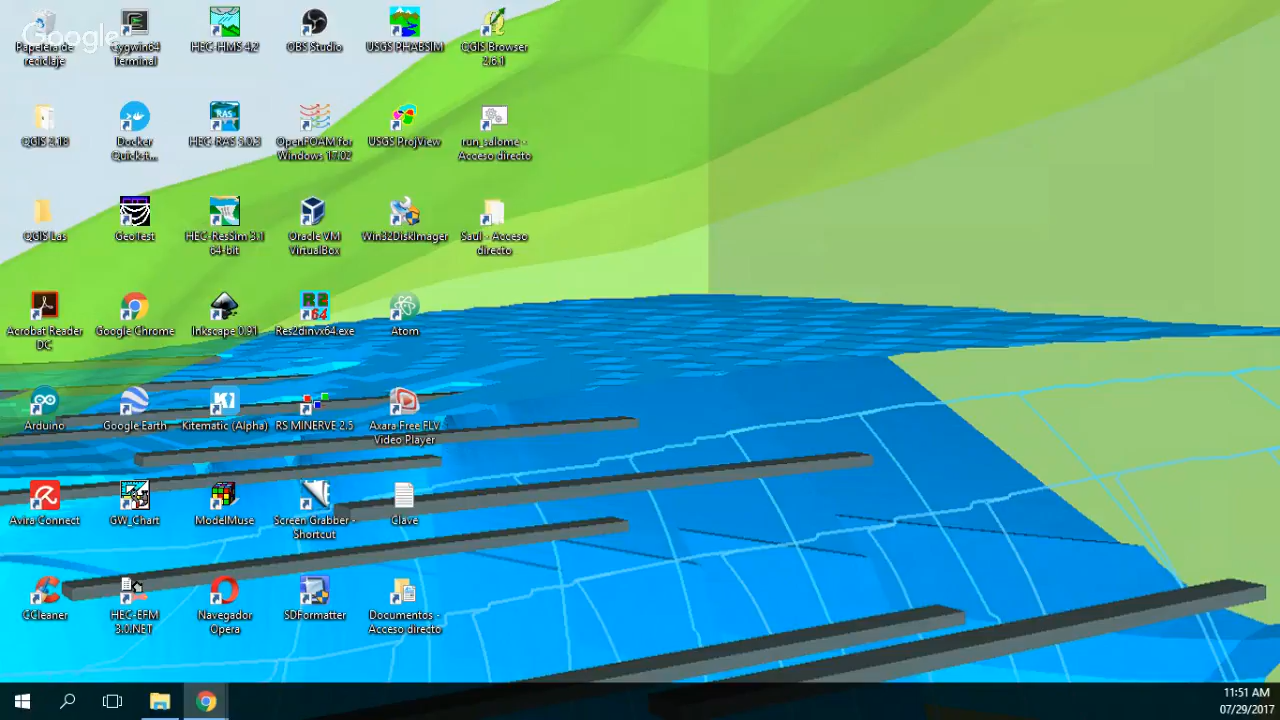 Google
Papelera de
reciclaje
Cygwin64
Terminal
HEC-HMS 4.2
OBS Studio
USGS PHABSIM
QGIS Browser
2.6.1
QGIS 2.18
Docker
Quickst...
HEC-RAS 5.0.3
OpenFOAM for
Windows 17.02
USGS ProjView
run_salome -
Acceso directo
QGIS Las
GeoTest
HEC-ResSim 3.1
64-bit
Oracle VM
VirtualBox
Win32DiskImager
Saul - Acceso
directo
Acrobat Reader
DC
Google Chrome
Inkscape 0.91
Res2dinvx64.exe
Atom
Arduino
Google Earth
Kitematic (Alpha)
RS MINERVE 2.5
Axara Free FLV
Video Player
Avira Connect
GW_Chart
ModelMuse
Screen Grabber -
Shortcut
Clave
CCleaner
HEC-EFM
3.0.NET
Navegador
Opera
SDFormatter
Documentos -
Acceso directo
11:51 AM
07/29/2017